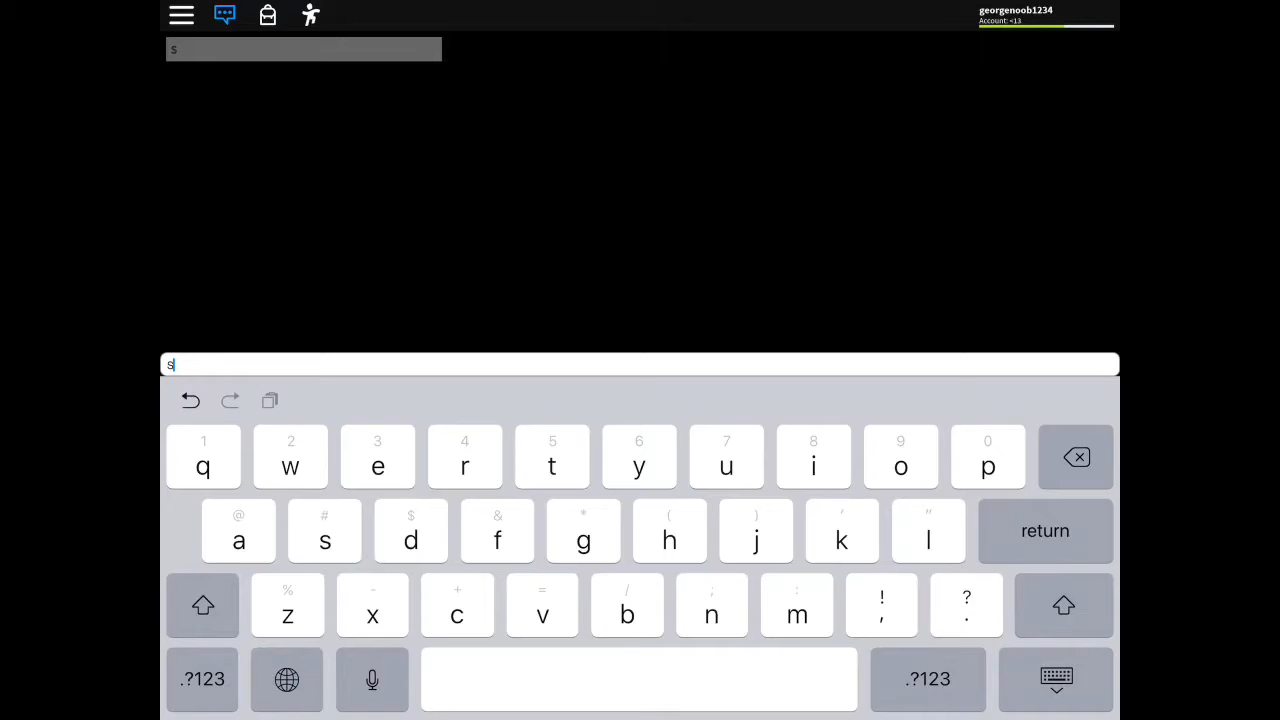 georgenoob1234
Account: <13
s
s
1 2 3 4 5 6 7 8 9 0
q w e r t y u i o p
@ # $ & * ( ) ' "
a s d f g h j k l return
% - + = / ; : ! ?
z x c v b n m , .
.?123 .?123